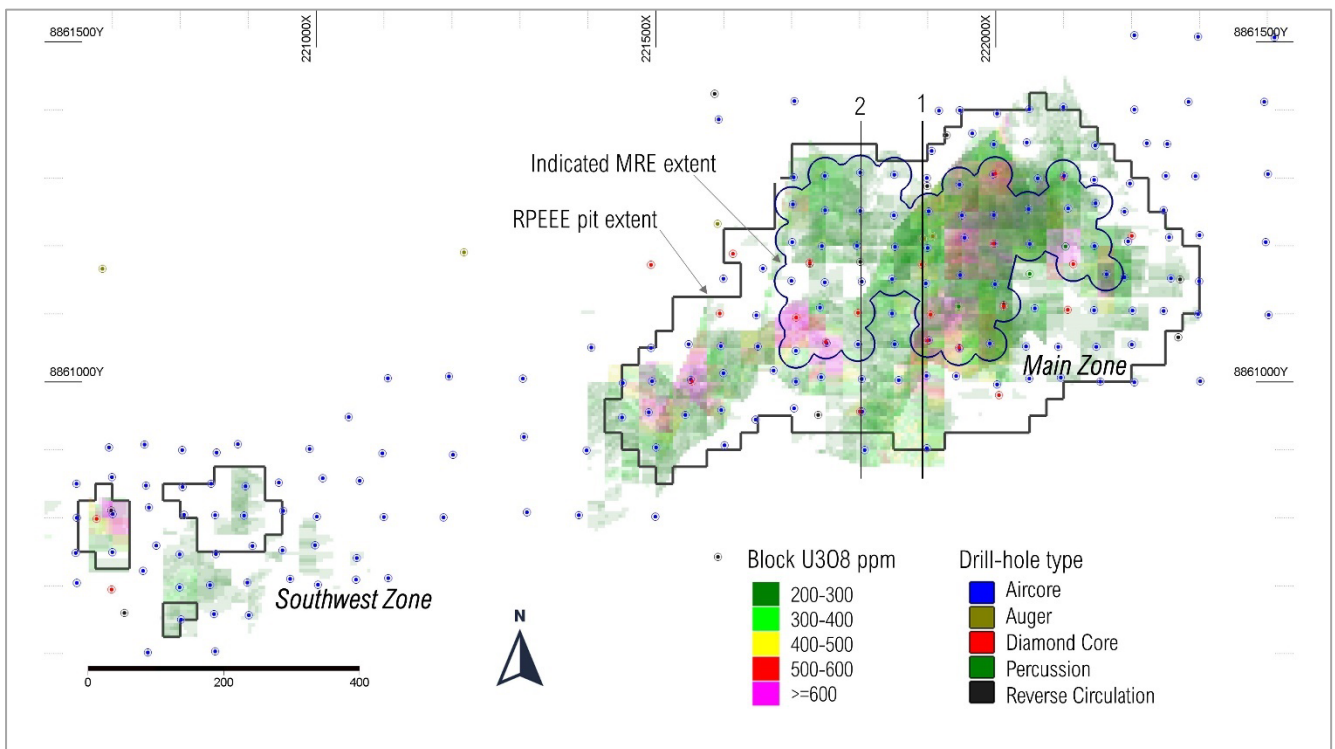 221000X
221500X
222000X
8861500Y
8861500Y
2
1
Indicated MRE extent
RPEEE pit extent
Main Zone
8861000Y
8861000Y
Southwest Zone
N
0 200 400
Block U3O8 ppm
200-300
300-400
400-500
500-600
>=600
Drill-hole type
Aircore
Auger
Diamond Core
Percussion
Reverse Circulation